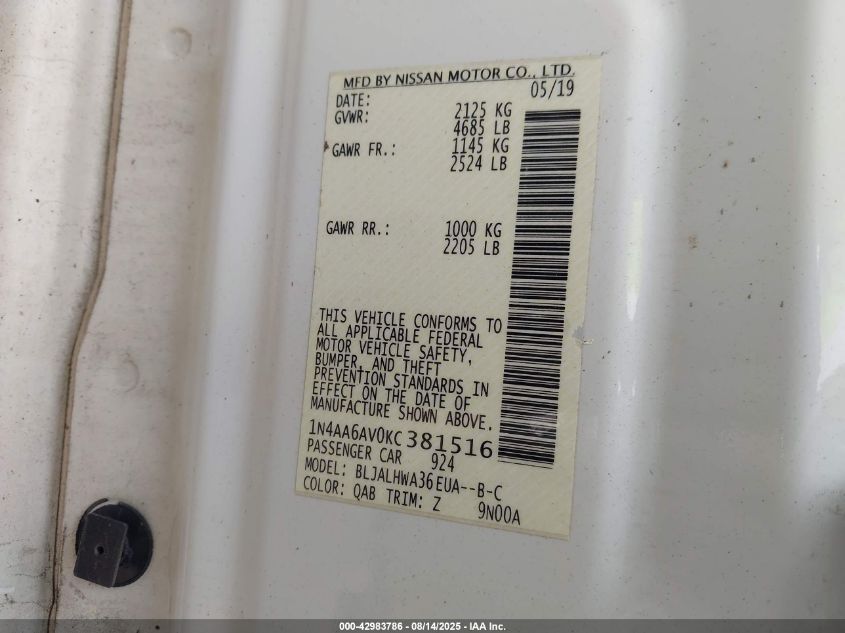 MFD BY NISSAN MOTOR CO., LTD.
DATE: 05/19
GVWR: 2125 KG
4685 LB
GAWR FR.: 1145 KG
2524 LB
GAWR RR.: 1000 KG
2205 LB
THIS VEHICLE CONFORMS TO
ALL APPLICABLE FEDERAL
MOTOR VEHICLE SAFETY,
BUMPER, AND THEFT
PREVENTION STANDARDS IN
EFFECT ON THE DATE OF
MANUFACTURE SHOWN ABOVE.
1N4AA6AV0KC381516
PASSENGER CAR 924
MODEL: BLJALHWA36EUA--B-C
COLOR: QAB TRIM: Z 9N00A
000-42983786 - 08/14/2025 - IAA Inc.